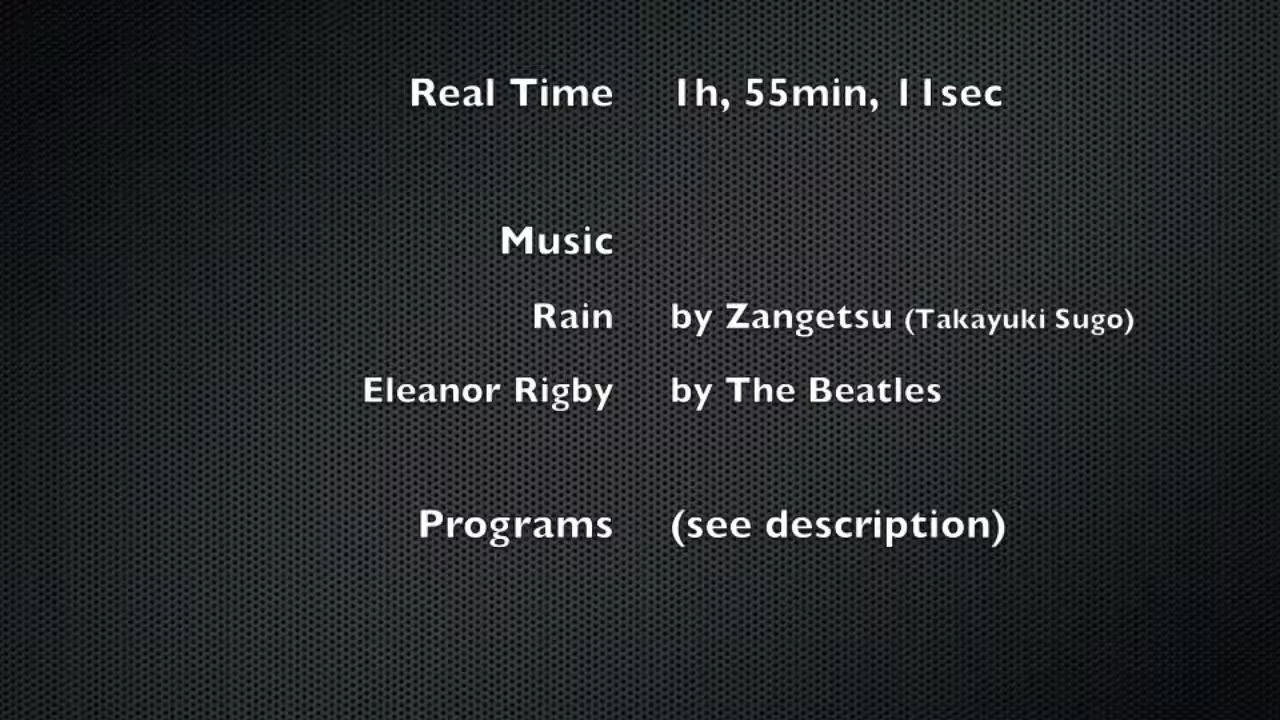 Real Time 1h, 55min, 11sec
Music
Rain by Zangetsu (Takayuki Sugo)
Eleanor Rigby by The Beatles
Programs (see description)